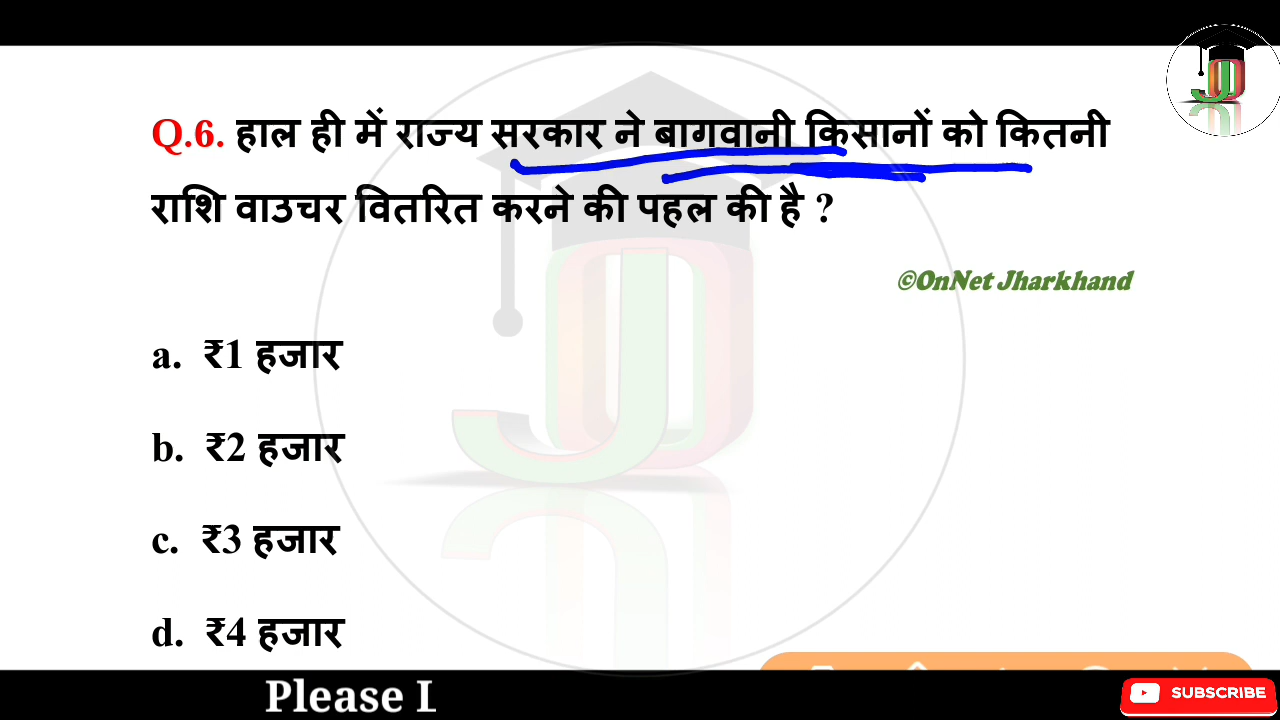 Q.6. हाल ही में राज्य सरकार ने बागवानी किसानों को कितनी
राशि वाउचर वितरित करने की पहल की है ?
©OnNet Jharkhand
a. ₹1 हजार
b. ₹2 हजार
c. ₹3 हजार
d. ₹4 हजार
Please L
SUBSCRIBE